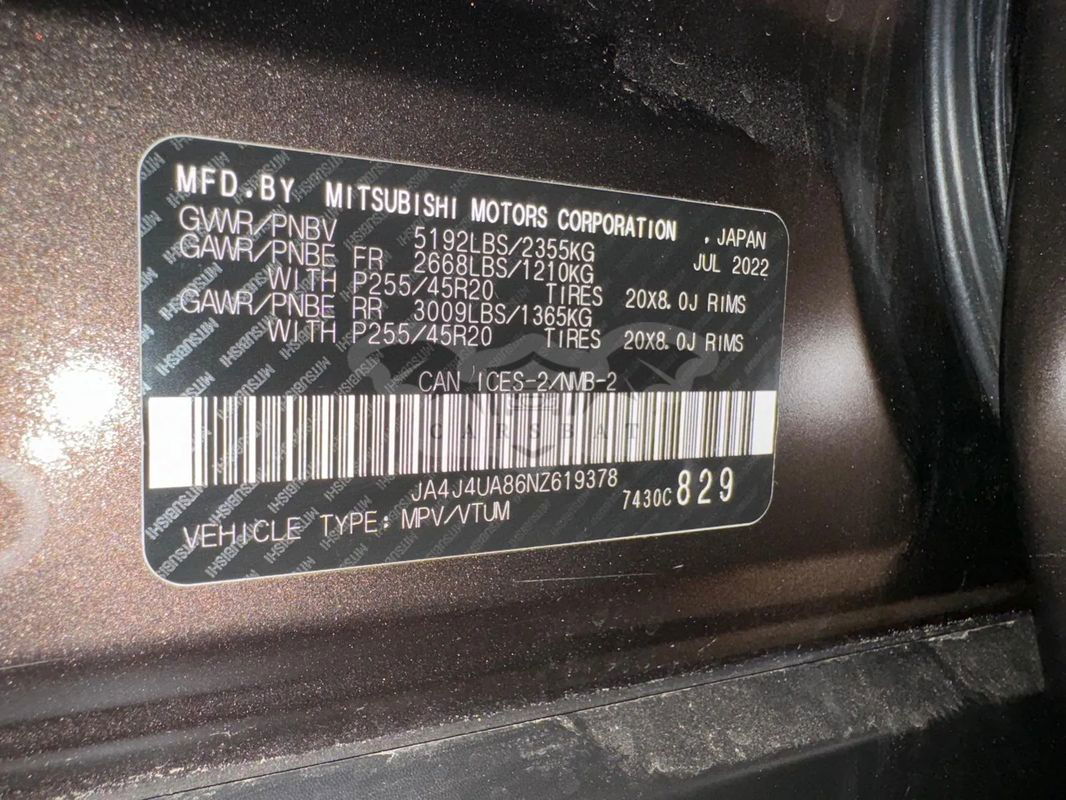 MFD.BY MITSUBISHI MOTORS CORPORATION , JAPAN
GVWR/PNBV 5192LBS/2355KG JUL 2022
GAWR/PNBE FR 2668LBS/1210KG
WITH P255/45R20 TIRES 20X8.0J RIMS
GAWR/PNBE RR 3009LBS/1365KG
WITH P255/45R20 TIRES 20X8.0J RIMS
CAN ICES-2/NMB-2
CARSBAT
JA4J4UA86NZ619378 7430C 829
VEHICLE TYPE: MPV/VTUM